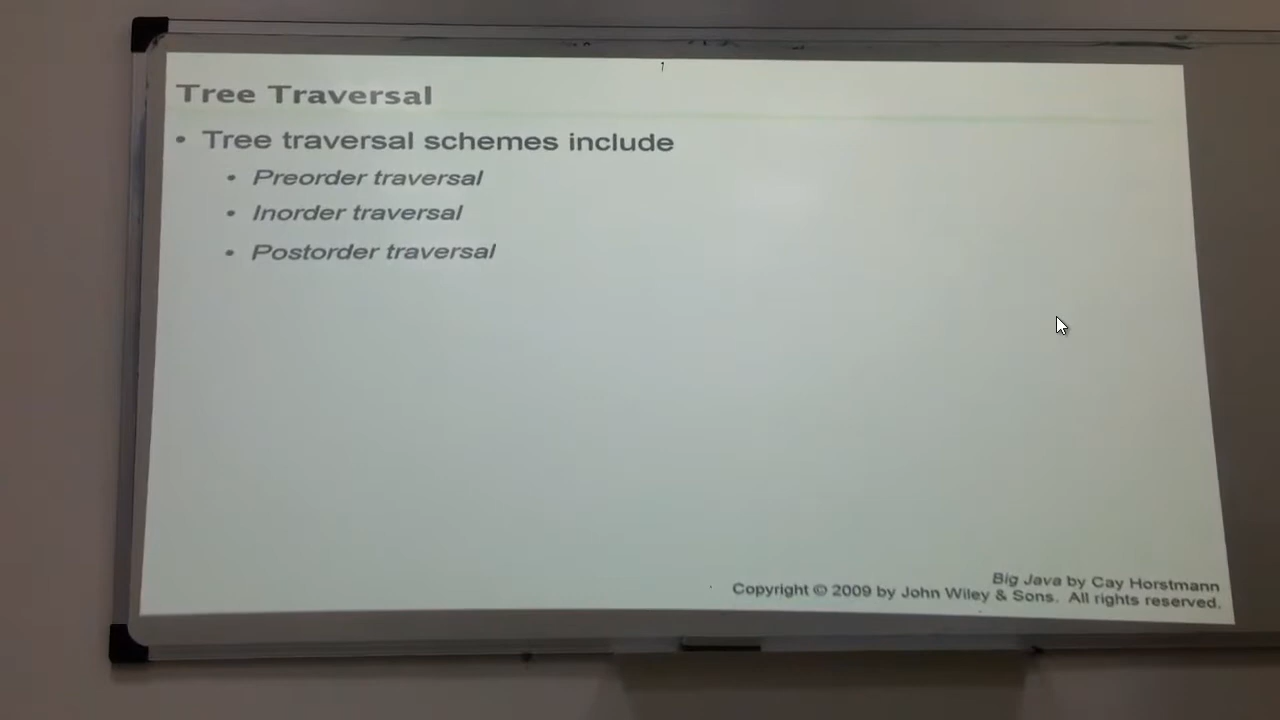 Tree Traversal
• Tree traversal schemes include
• Preorder traversal
• Inorder traversal
• Postorder traversal
Big Java by Cay Horstmann
Copyright © 2009 by John Wiley & Sons. All rights reserved.